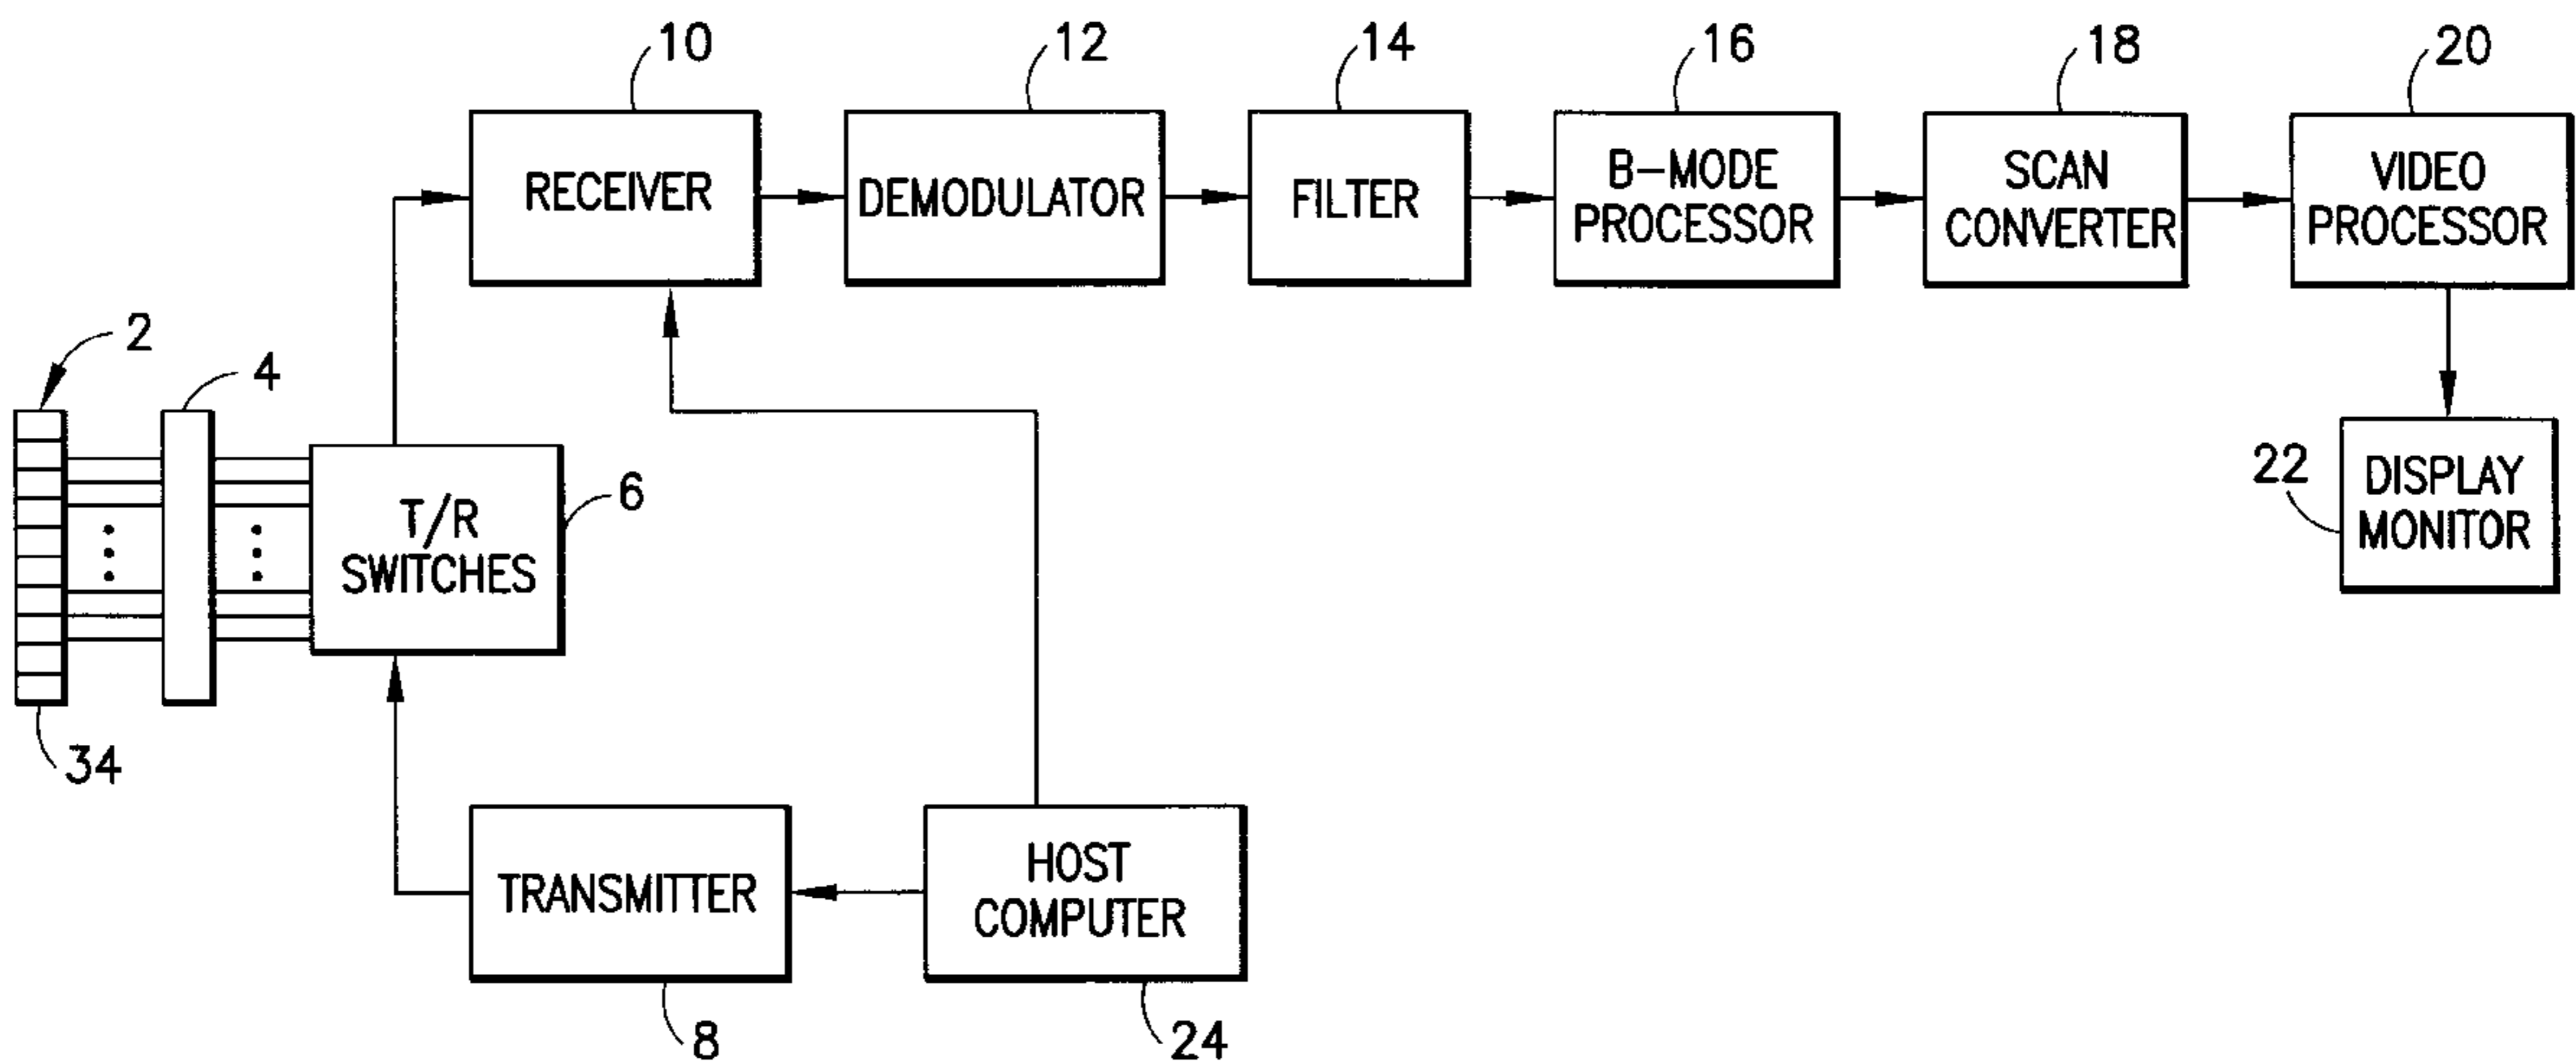 10
12
14
16
18
20
RECEIVER
DEMODULATOR
FILTER
B-MODE
PROCESSOR
SCAN
CONVERTER
VIDEO
PROCESSOR
2
4
T/R
SWITCHES
6
22
DISPLAY
MONITOR
34
TRANSMITTER
HOST
COMPUTER
8
24